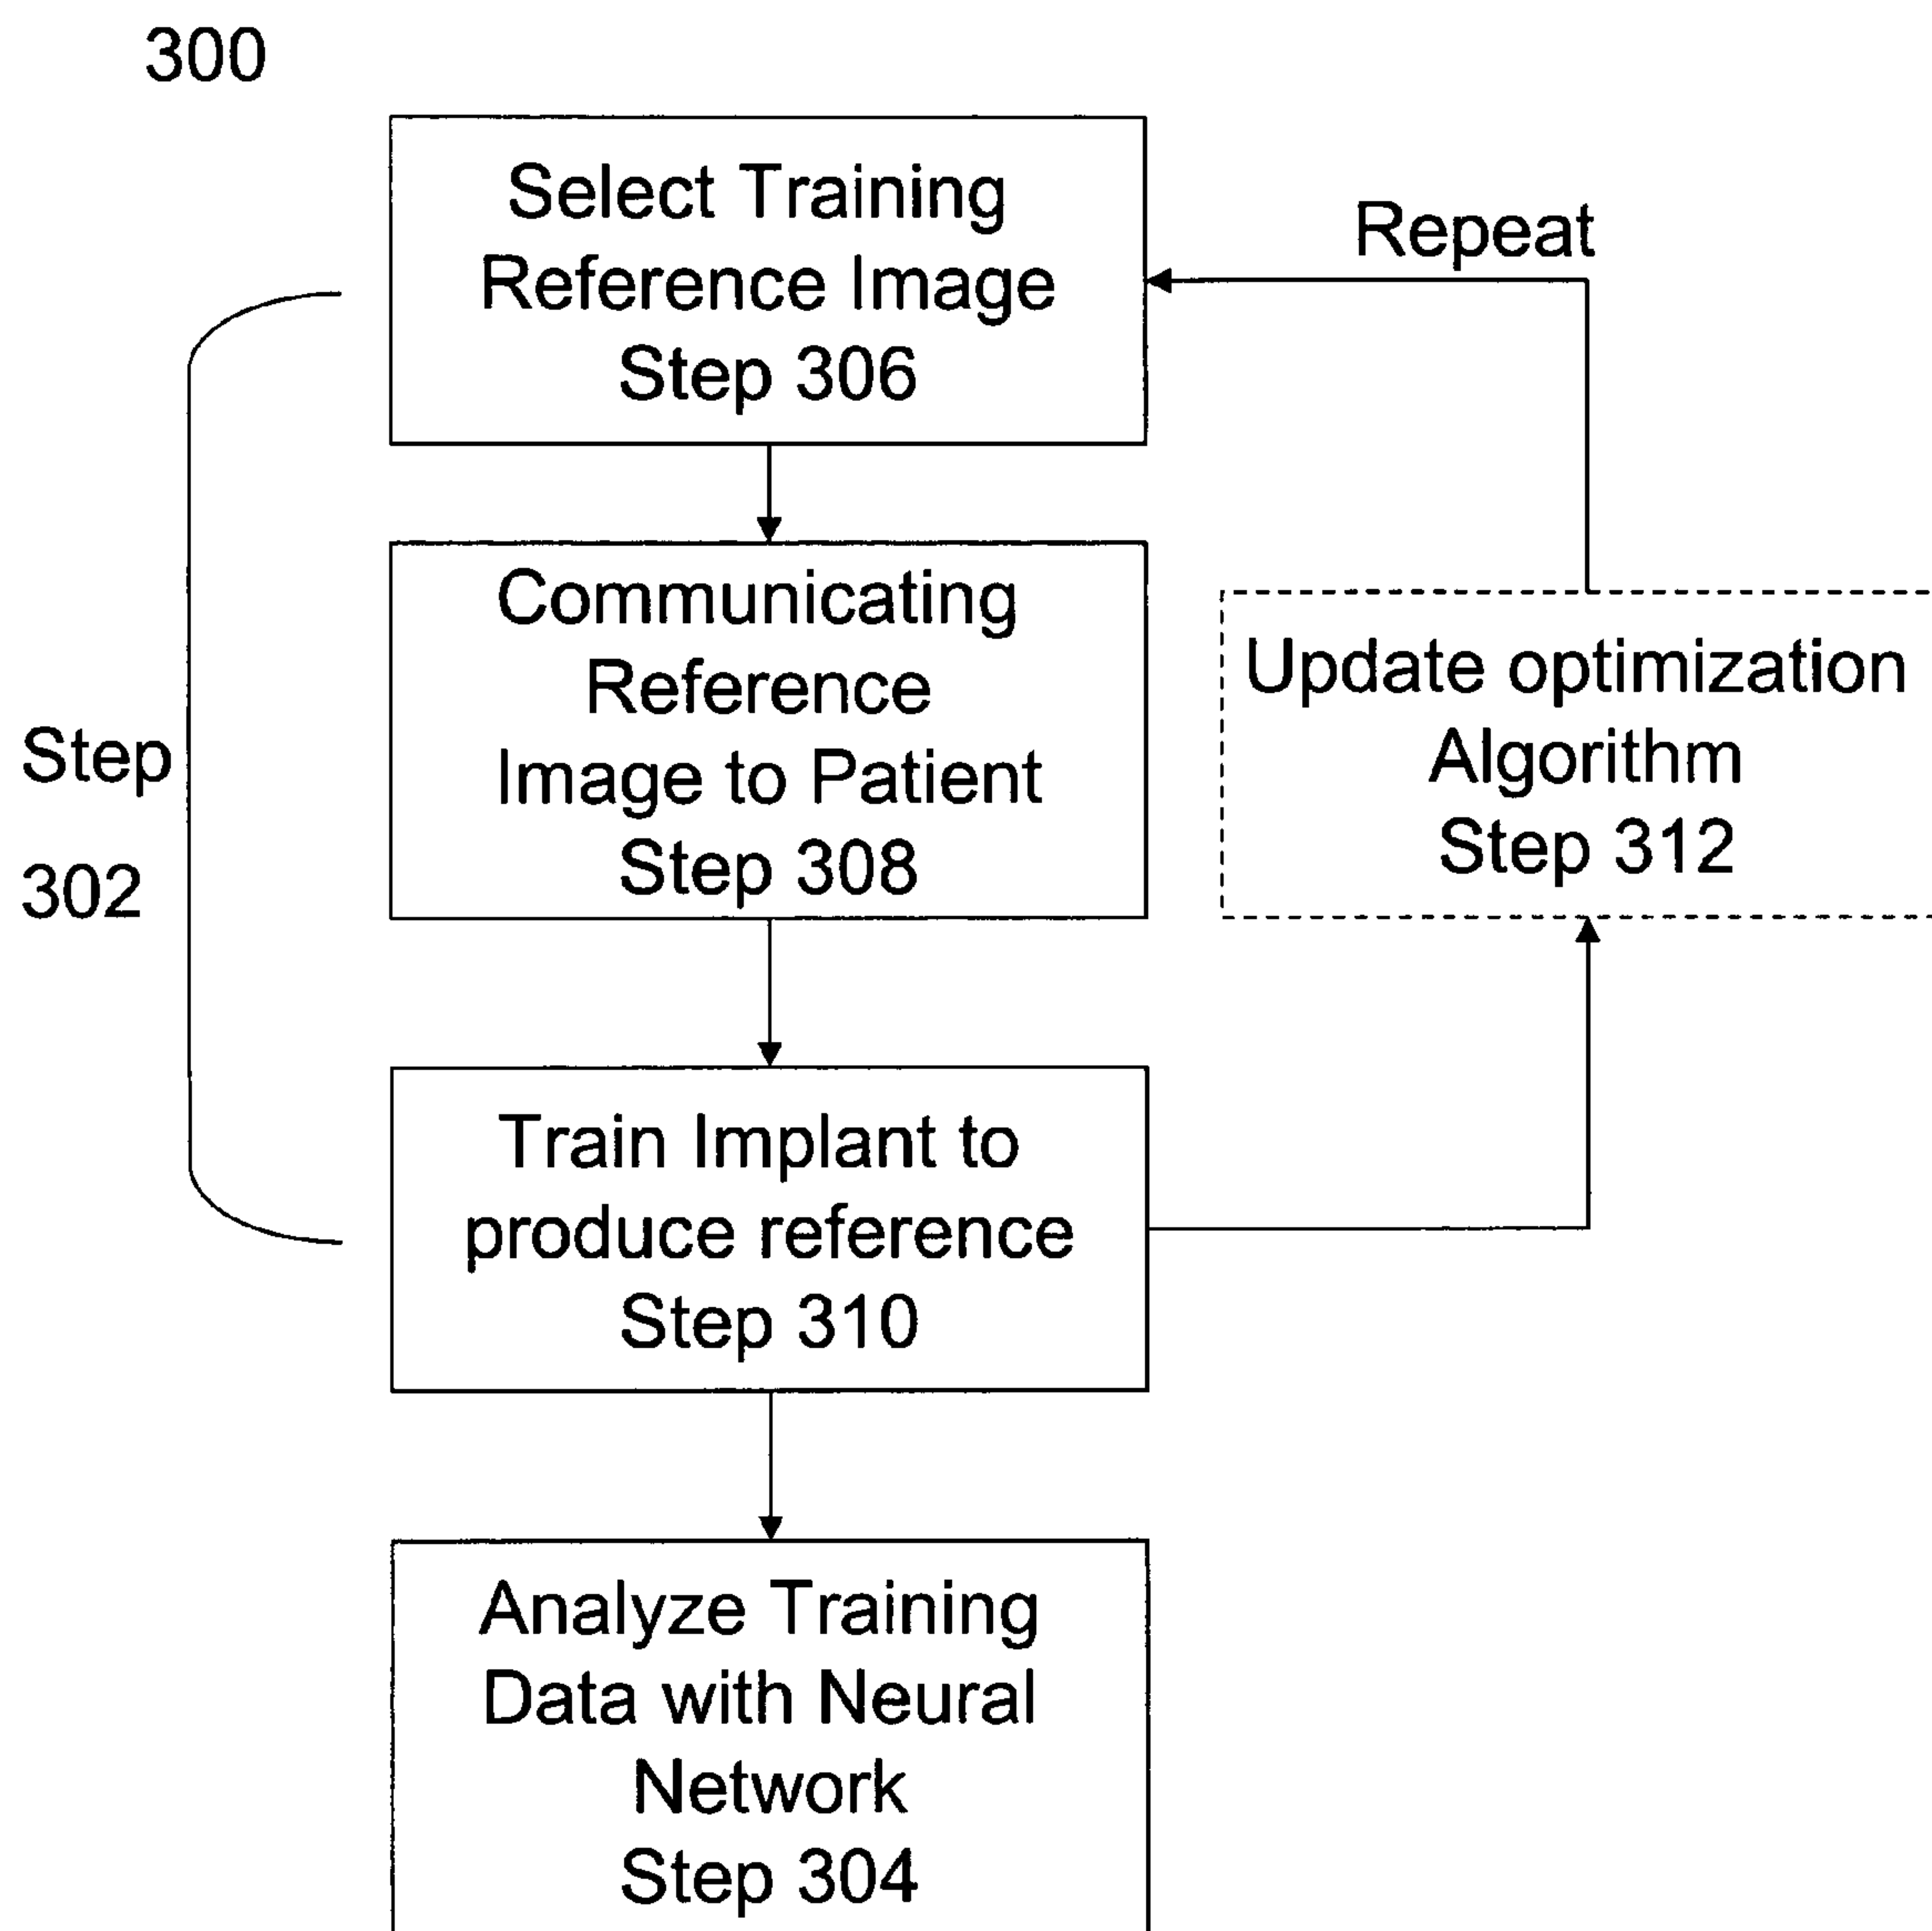 300
Select Training
Reference Image
Step 306
Repeat
Communicating
Reference
Image to Patient
Step 308
Update optimization
Algorithm
Step 312
Step
302
Train Implant to
produce reference
Step 310
Analyze Training
Data with Neural
Network
Step 304